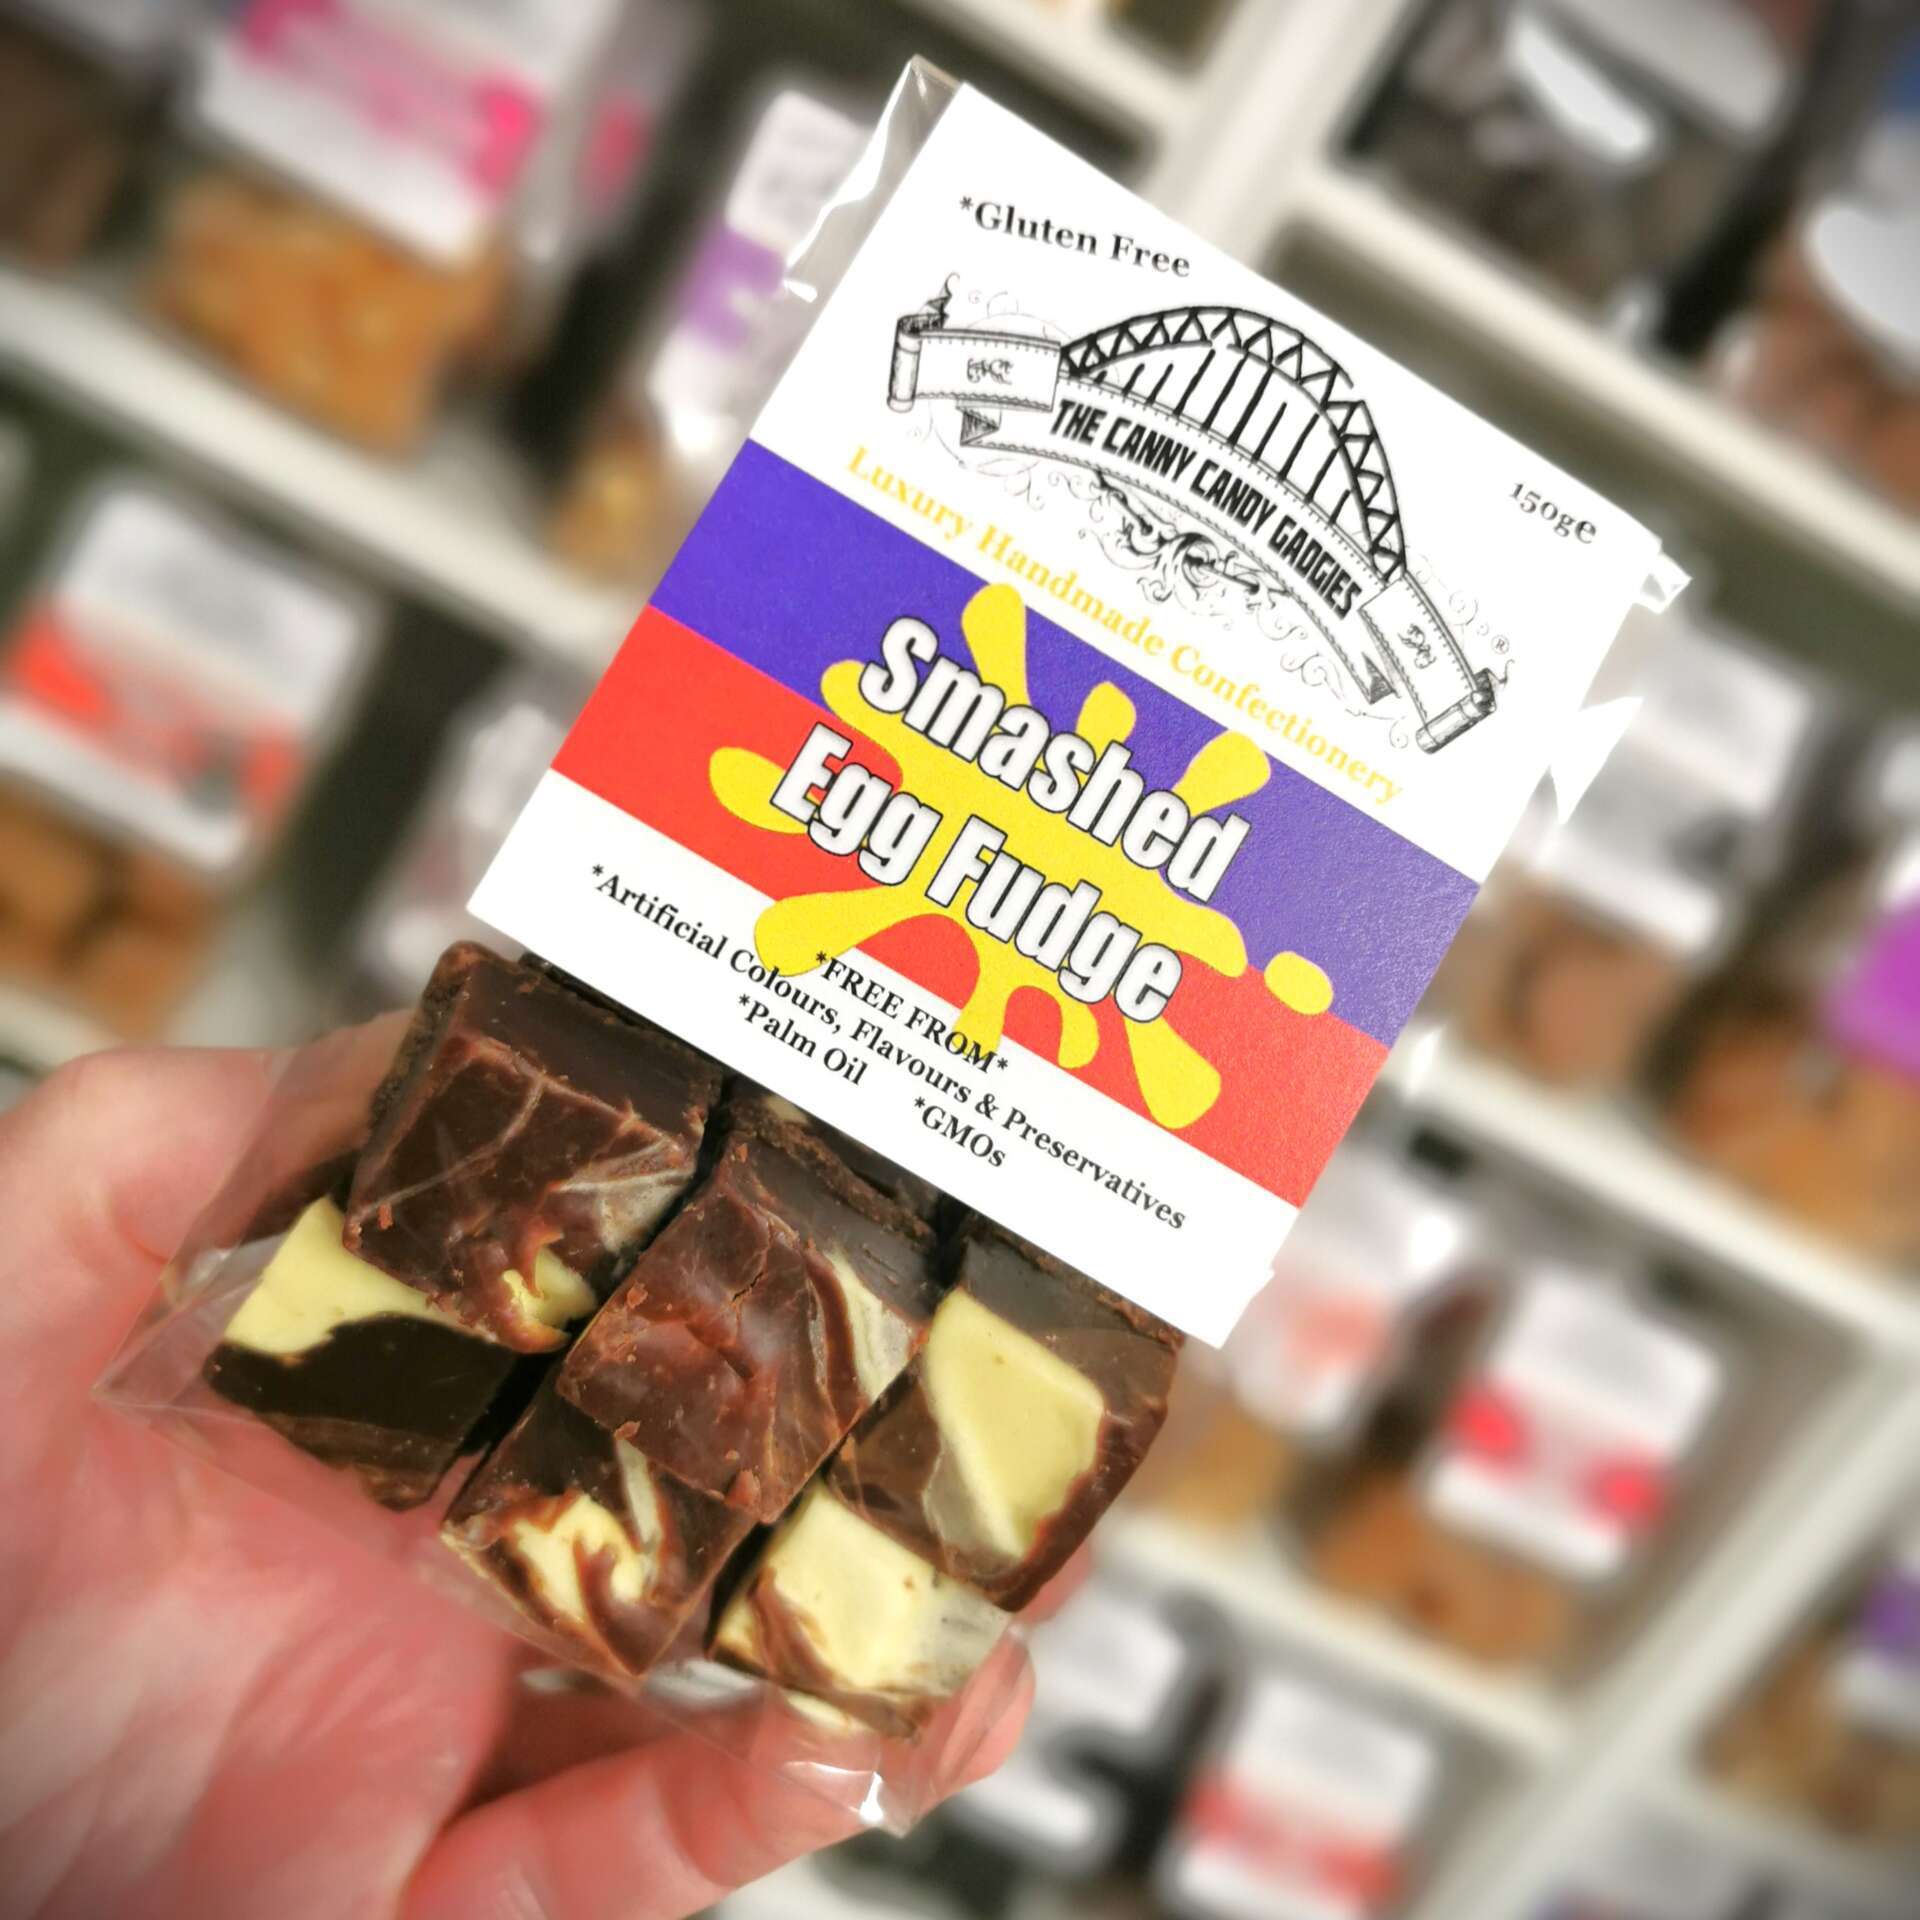 *Gluten Free
THE CANNY CANDY GADGIES
®
150ge
Luxury Handmade Confectionery
Smashed
Egg Fudge
*FREE FROM*
*Artificial Colours, Flavours & Preservatives
*Palm Oil *GMOs